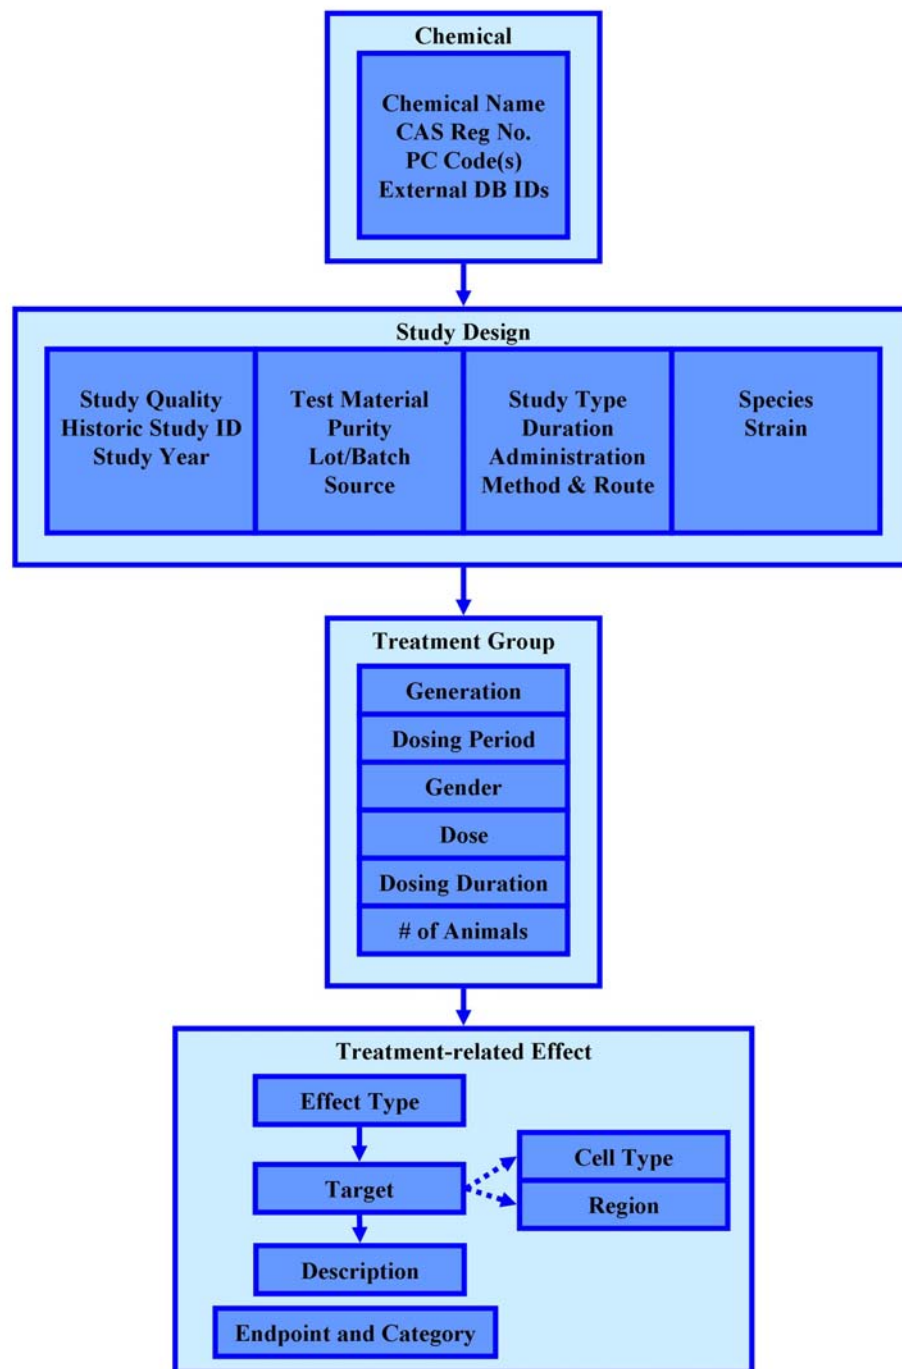 Chemical
Chemical Name
CAS Reg No.
PC Code(s)
External DB IDs
Study Design
Study Quality
Historic Study ID
Study Year
Test Material
Purity
Lot/Batch
Source
Study Type
Duration
Administration
Method & Route
Species
Strain
Treatment Group
Generation
Dosing Period
Gender
Dose
Dosing Duration
# of Animals
Treatment-related Effect
Effect Type
Target
Cell Type
Region
Description
Endpoint and Category